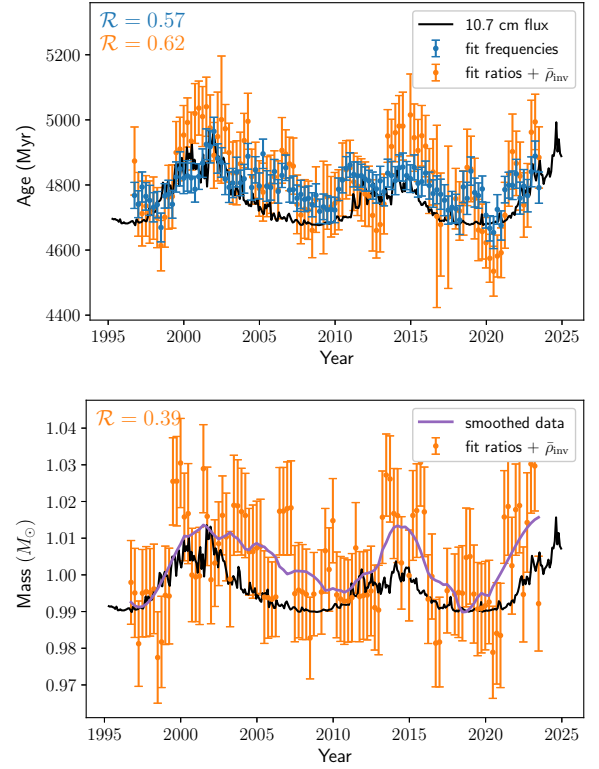 ℛ = 0.57
ℛ = 0.62
10.7 cm flux
fit frequencies
fit ratios + ρ̄inv
Age (Myr)
5200
5000
4800
4600
4400
1995 2000 2005 2010 2015 2020 2025
Year
ℛ = 0.39
smoothed data
fit ratios + ρ̄inv
Mass (M⊙)
1.04
1.03
1.02
1.01
1.00
0.99
0.98
0.97
1995 2000 2005 2010 2015 2020 2025
Year